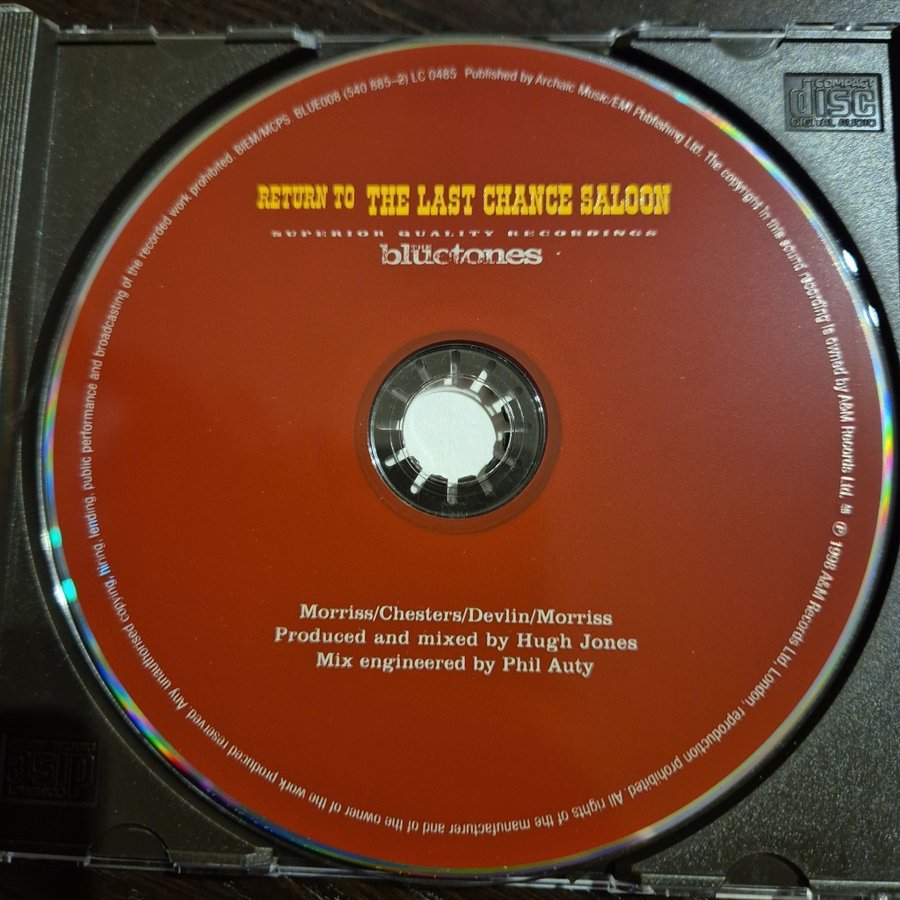 RETURN TO THE LAST CHANCE SALOON
SUPERIOR QUALITY RECORDINGS
THE bluetones
Morriss/Chesters/Devlin/Morriss
Produced and mixed by Hugh Jones
Mix engineered by Phil Auty
BIEM/MCPS BLUE008 (540 885–2) LC 0485 Published by Archaic Music/EMI Publishing Ltd. The copyright in this sound recording is owned by A&M Records Ltd. ℗ 1998 A&M Records Ltd, London, reproduction prohibited. All rights of the manufacturer and of the owner of the work produced reserved. Any unauthorised copying, hiring, lending, public performance and broadcasting of the recorded work prohibited.
COMPACT
disc
DIGITAL AUDIO